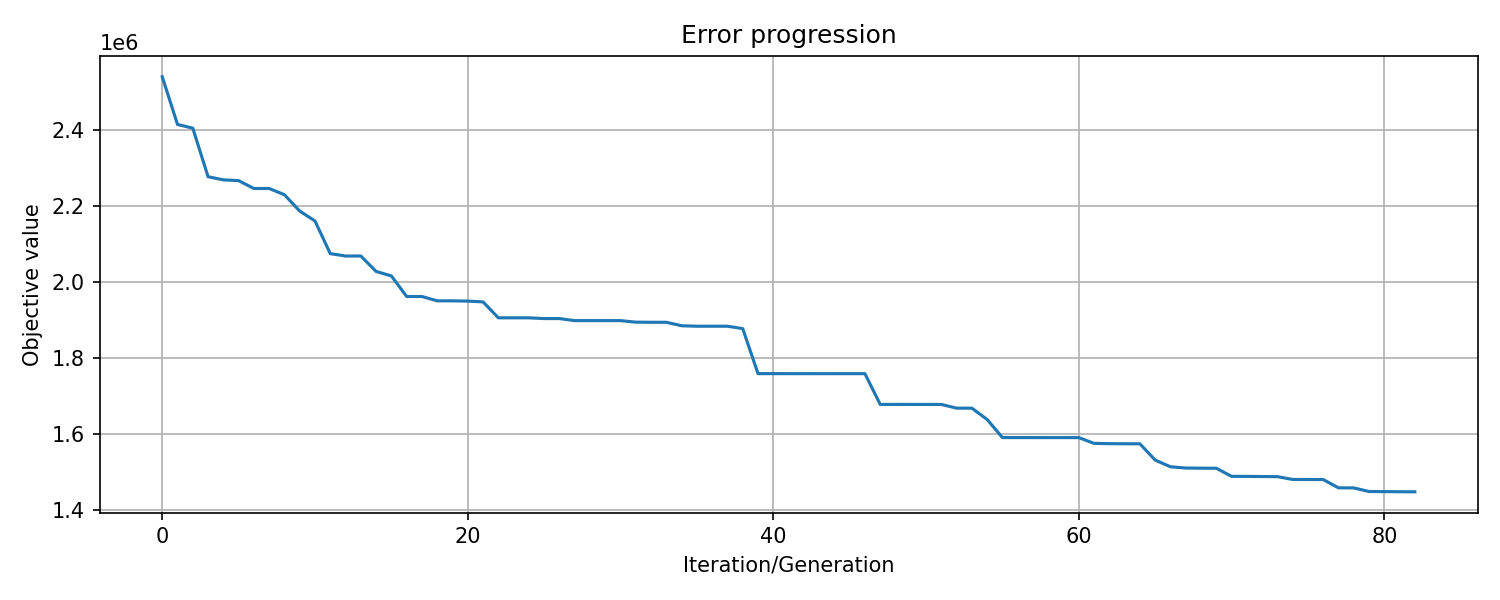 Error progression
1e6
2.4
2.2
2.0
1.8
1.6
1.4
Objective value
0 20 40 60 80
Iteration/Generation